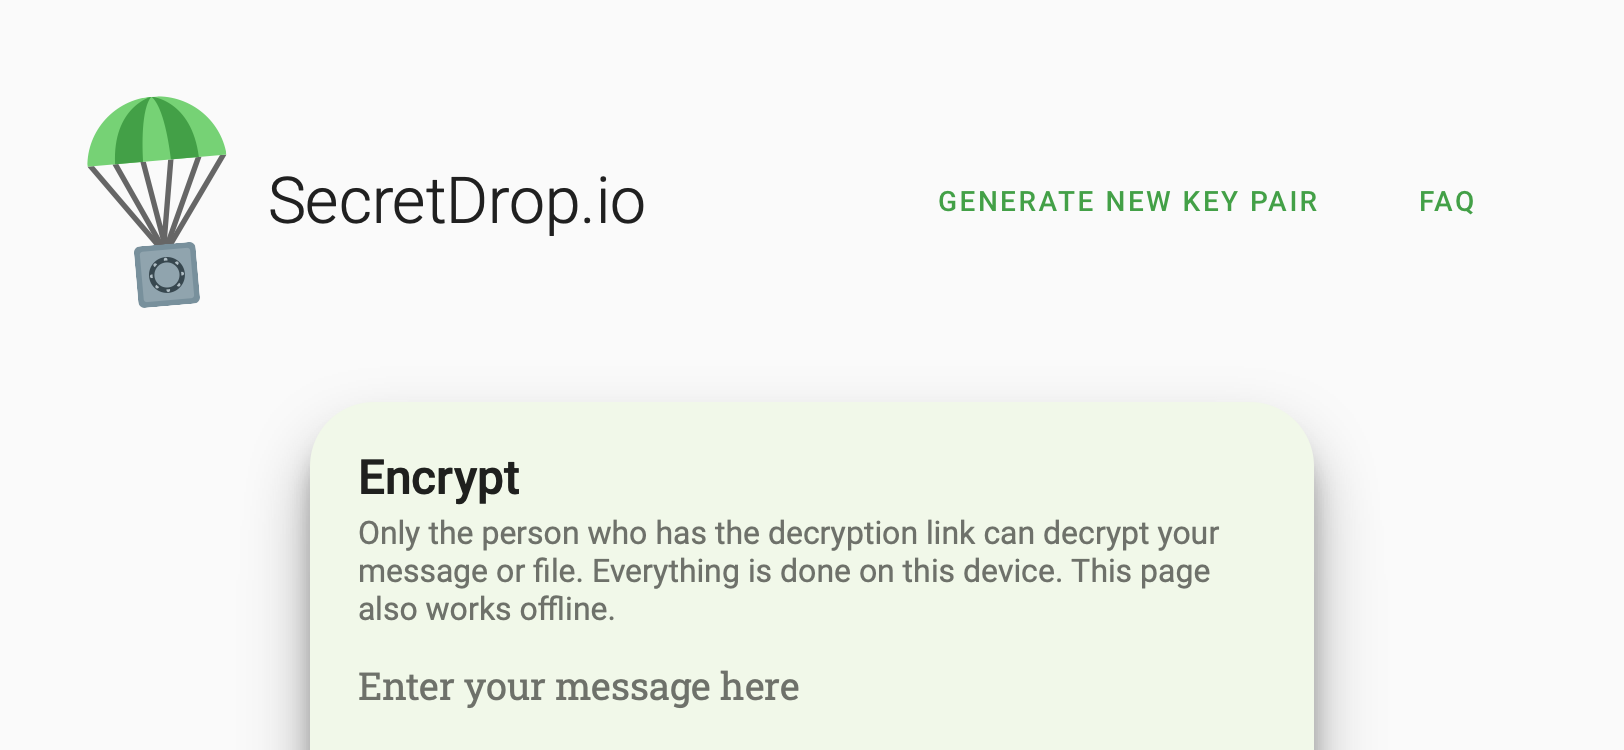 SecretDrop.io
GENERATE NEW KEY PAIR
FAQ
Encrypt
Only the person who has the decryption link can decrypt your
message or file. Everything is done on this device. This page
also works offline.
Enter your message here